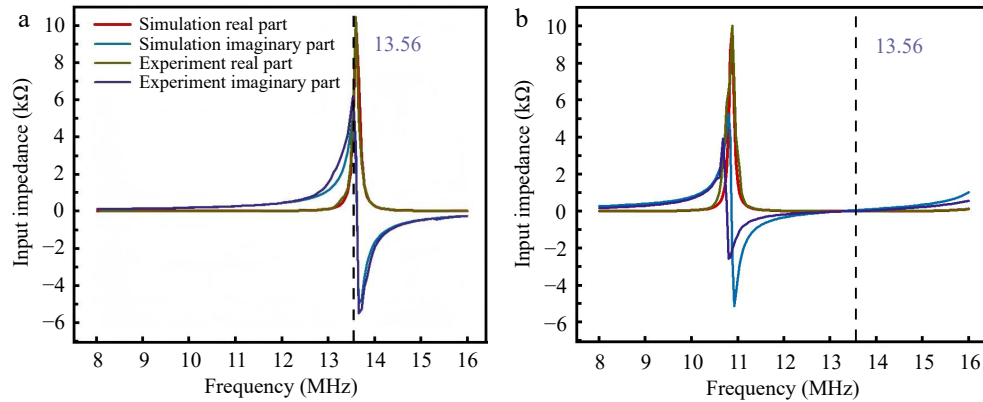 a
13.56
Simulation real part
Simulation imaginary part
Experiment real part
Experiment imaginary part
Input impedance (kΩ)
10
8
6
4
2
0
−2
−4
−6
8 9 10 11 12 13 14 15 16
Frequency (MHz)
b
13.56
Input impedance (kΩ)
10
8
6
4
2
0
−2
−4
−6
8 9 10 11 12 13 14 15 16
Frequency (MHz)